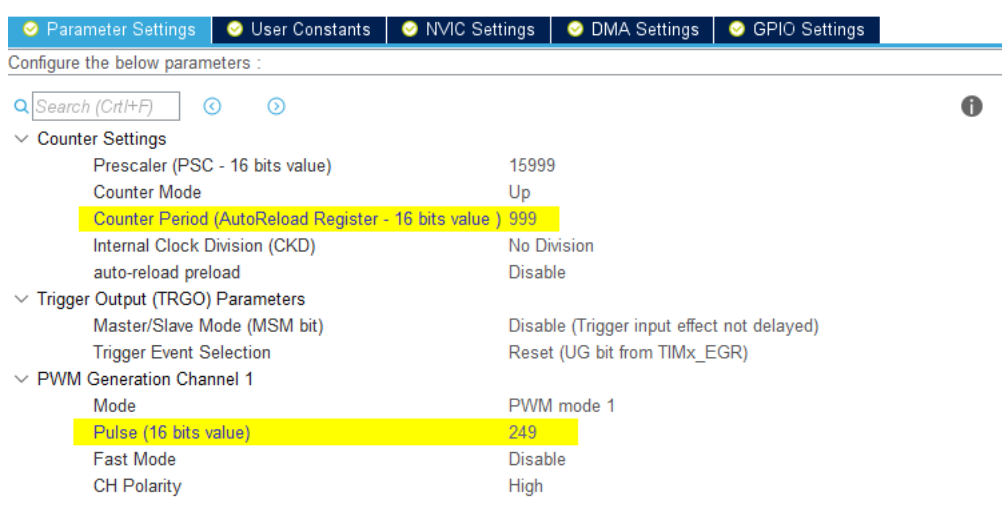 Parameter Settings User Constants NVIC Settings DMA Settings GPIO Settings
Configure the below parameters :
Search (Crtl+F)
Counter Settings
Prescaler (PSC - 16 bits value) 15999
Counter Mode Up
Counter Period (AutoReload Register - 16 bits value ) 999
Internal Clock Division (CKD) No Division
auto-reload preload Disable
Trigger Output (TRGO) Parameters
Master/Slave Mode (MSM bit) Disable (Trigger input effect not delayed)
Trigger Event Selection Reset (UG bit from TIMx_EGR)
PWM Generation Channel 1
Mode PWM mode 1
Pulse (16 bits value) 249
Fast Mode Disable
CH Polarity High